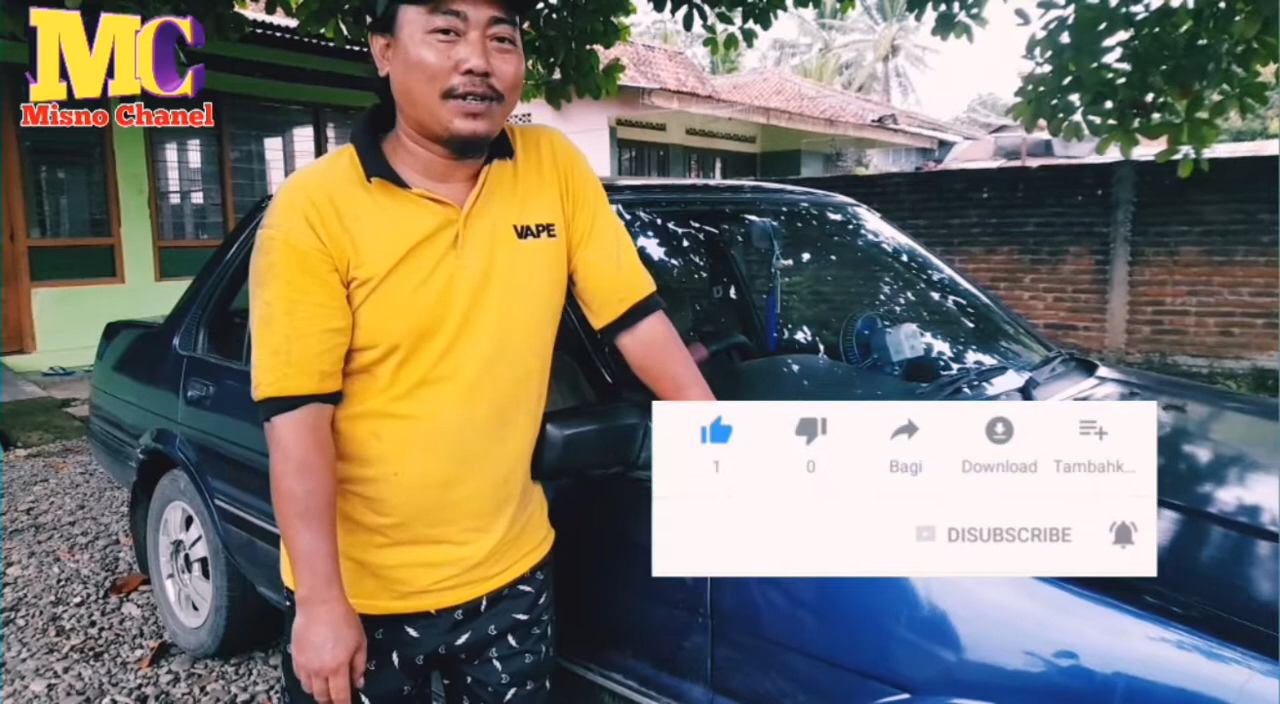 MC
Misno Chanel
VAPE
1 0 Bagi Download Tambahk...
DISUBSCRIBE